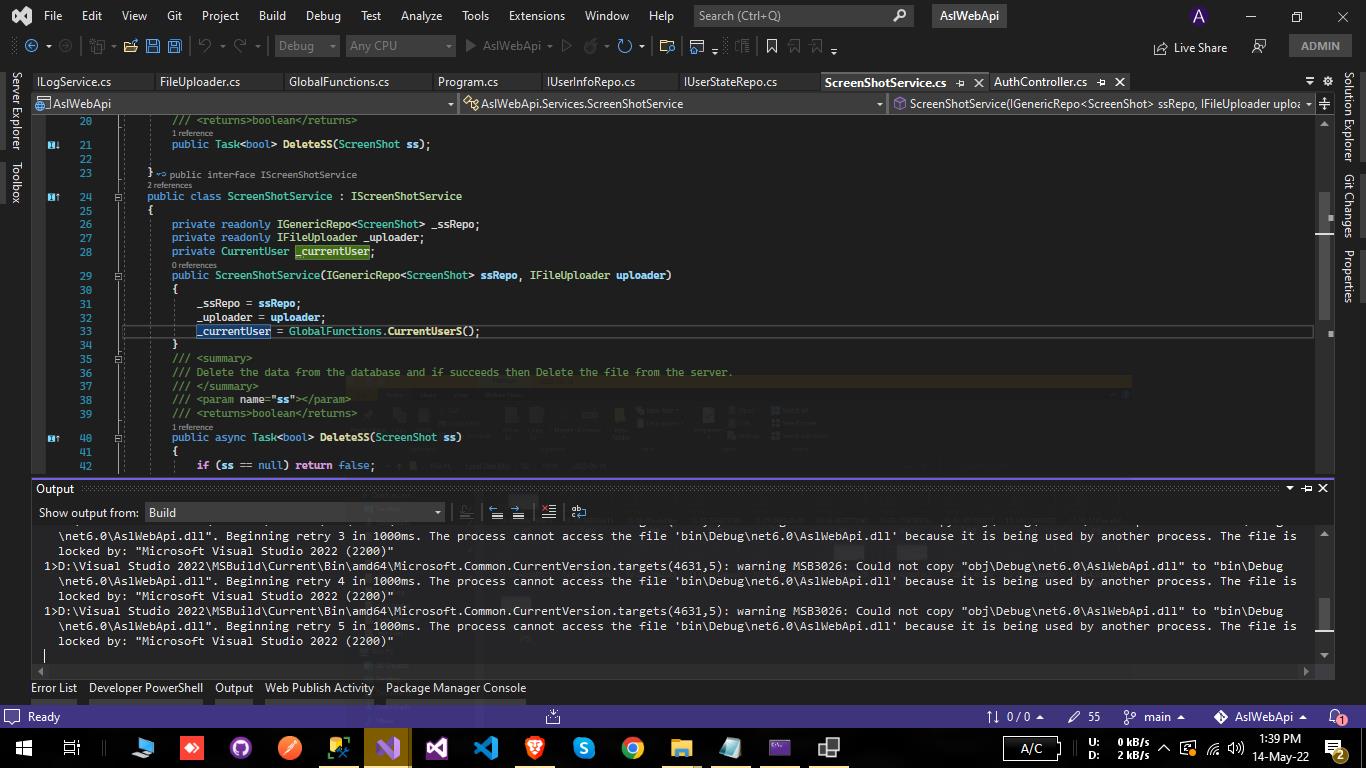 File Edit View Git Project Build Debug Test Analyze Tools Extensions Window Help Search (Ctrl+Q) AslWebApi A
Debug Any CPU AslWebApi Live Share ADMIN
ILogService.cs FileUploader.cs GlobalFunctions.cs Program.cs IUserInfoRepo.cs IUserStateRepo.cs ScreenShotService.cs AuthController.cs
AslWebApi AslWebApi.Services.ScreenShotService ScreenShotService(IGenericRepo<ScreenShot> ssRepo, IFileUploader uploa
Server Explorer
Toolbox
Solution Explorer
Git Changes
Properties
20 /// <returns>boolean</returns>
1 reference
21 public Task<bool> DeleteSS(ScreenShot ss);
22
23 } public interface IScreenShotService
2 references
24 public class ScreenShotService : IScreenShotService
25 {
26 private readonly IGenericRepo<ScreenShot> _ssRepo;
27 private readonly IFileUploader _uploader;
28 private CurrentUser _currentUser;
0 references
29 public ScreenShotService(IGenericRepo<ScreenShot> ssRepo, IFileUploader uploader)
30 {
31 _ssRepo = ssRepo;
32 _uploader = uploader;
33 _currentUser = GlobalFunctions.CurrentUserS();
34 }
35 /// <summary>
36 /// Delete the data from the database and if succeeds then Delete the file from the server.
37 /// </summary>
38 /// <param name="ss"></param>
39 /// <returns>boolean</returns>
1 reference
40 public async Task<bool> DeleteSS(ScreenShot ss)
41 {
42 if (ss == null) return false;
Output
Show output from: Build
\net6.0\AslWebApi.dll". Beginning retry 3 in 1000ms. The process cannot access the file 'bin\Debug\net6.0\AslWebApi.dll' because it is being used by another process. The file is
locked by: "Microsoft Visual Studio 2022 (2200)"
1>D:\Visual Studio 2022\MSBuild\Current\Bin\amd64\Microsoft.Common.CurrentVersion.targets(4631,5): warning MSB3026: Could not copy "obj\Debug\net6.0\AslWebApi.dll" to "bin\Debug
\net6.0\AslWebApi.dll". Beginning retry 4 in 1000ms. The process cannot access the file 'bin\Debug\net6.0\AslWebApi.dll' because it is being used by another process. The file is
locked by: "Microsoft Visual Studio 2022 (2200)"
1>D:\Visual Studio 2022\MSBuild\Current\Bin\amd64\Microsoft.Common.CurrentVersion.targets(4631,5): warning MSB3026: Could not copy "obj\Debug\net6.0\AslWebApi.dll" to "bin\Debug
\net6.0\AslWebApi.dll". Beginning retry 5 in 1000ms. The process cannot access the file 'bin\Debug\net6.0\AslWebApi.dll' because it is being used by another process. The file is
locked by: "Microsoft Visual Studio 2022 (2200)"
Error List Developer PowerShell Output Web Publish Activity Package Manager Console
Ready 0 / 0 55 main AslWebApi 1
A/C U: 0 kB/s 1:39 PM
D: 2 kB/s 14-May-22 2